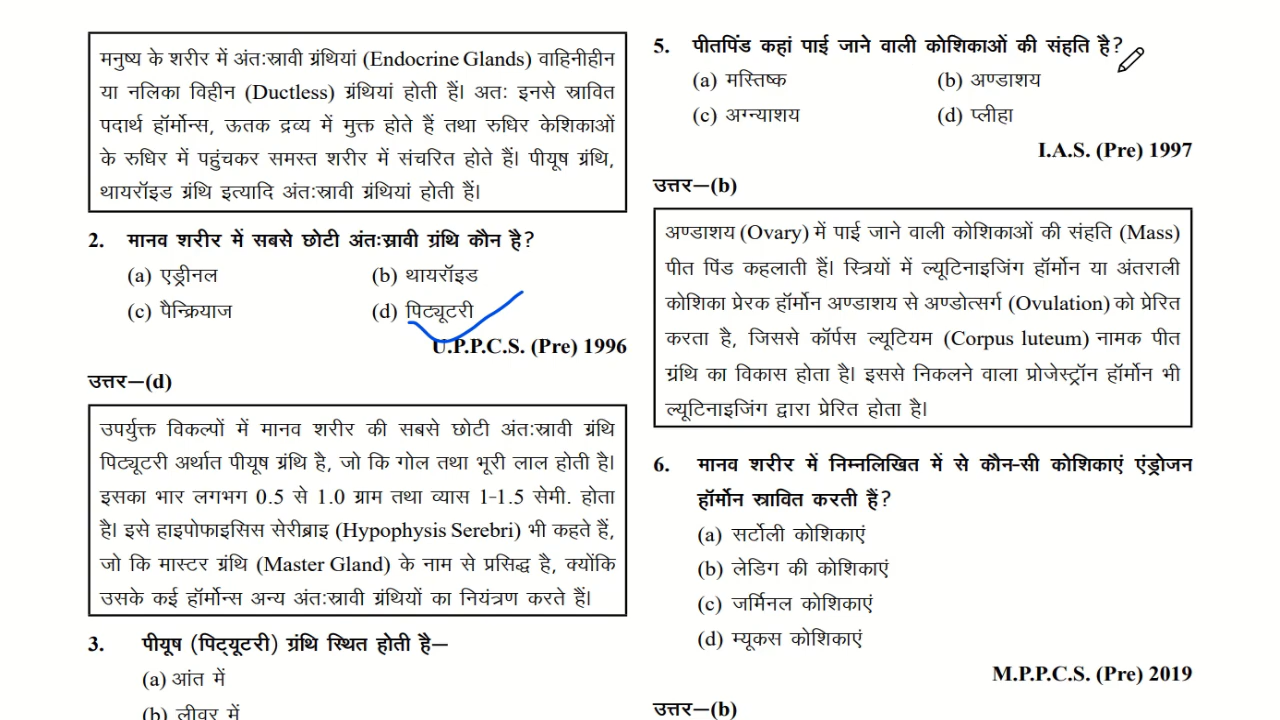 मनुष्य के शरीर में अंतःस्रावी ग्रंथियां (Endocrine Glands) वाहिनीहीन
या नलिका विहीन (Ductless) ग्रंथियां होती हैं। अतः इनसे स्रावित
पदार्थ हॉर्मोन्स, ऊतक द्रव्य में मुक्त होते हैं तथा रुधिर केशिकाओं
के रुधिर में पहुंचकर समस्त शरीर में संचरित होते हैं। पीयूष ग्रंथि,
थायरॉइड ग्रंथि इत्यादि अंतःस्रावी ग्रंथियां होती हैं।
2. मानव शरीर में सबसे छोटी अंतःस्रावी ग्रंथि कौन है?
(a) एड्रीनल (b) थायरॉइड
(c) पैन्क्रियाज (d) पिट्यूटरी
U.P.P.C.S. (Pre) 1996
उत्तर–(d)
उपर्युक्त विकल्पों में मानव शरीर की सबसे छोटी अंतःस्रावी ग्रंथि
पिट्यूटरी अर्थात पीयूष ग्रंथि है, जो कि गोल तथा भूरी लाल होती है।
इसका भार लगभग 0.5 से 1.0 ग्राम तथा व्यास 1-1.5 सेमी. होता
है। इसे हाइपोफाइसिस सेरीब्राइ (Hypophysis Serebri) भी कहते हैं,
जो कि मास्टर ग्रंथि (Master Gland) के नाम से प्रसिद्ध है, क्योंकि
उसके कई हॉर्मोन्स अन्य अंतःस्रावी ग्रंथियों का नियंत्रण करते हैं।
3. पीयूष (पिट्यूटरी) ग्रंथि स्थित होती है–
(a) आंत में
(b) लीवर में
5. पीतपिंड कहां पाई जाने वाली कोशिकाओं की संहति है?
(a) मस्तिष्क (b) अण्डाशय
(c) अग्न्याशय (d) प्लीहा
I.A.S. (Pre) 1997
उत्तर–(b)
अण्डाशय (Ovary) में पाई जाने वाली कोशिकाओं की संहति (Mass)
पीत पिंड कहलाती हैं। स्त्रियों में ल्यूटिनाइजिंग हॉर्मोन या अंतराली
कोशिका प्रेरक हॉर्मोन अण्डाशय से अण्डोत्सर्ग (Ovulation) को प्रेरित
करता है, जिससे कॉर्पस ल्यूटियम (Corpus luteum) नामक पीत
ग्रंथि का विकास होता है। इससे निकलने वाला प्रोजेस्ट्रॉन हॉर्मोन भी
ल्यूटिनाइजिंग द्वारा प्रेरित होता है।
6. मानव शरीर में निम्नलिखित में से कौन-सी कोशिकाएं एंड्रोजन
हॉर्मोन स्रावित करती हैं?
(a) सर्टोली कोशिकाएं
(b) लेडिग की कोशिकाएं
(c) जर्मिनल कोशिकाएं
(d) म्यूकस कोशिकाएं
M.P.P.C.S. (Pre) 2019
उत्तर–(b)